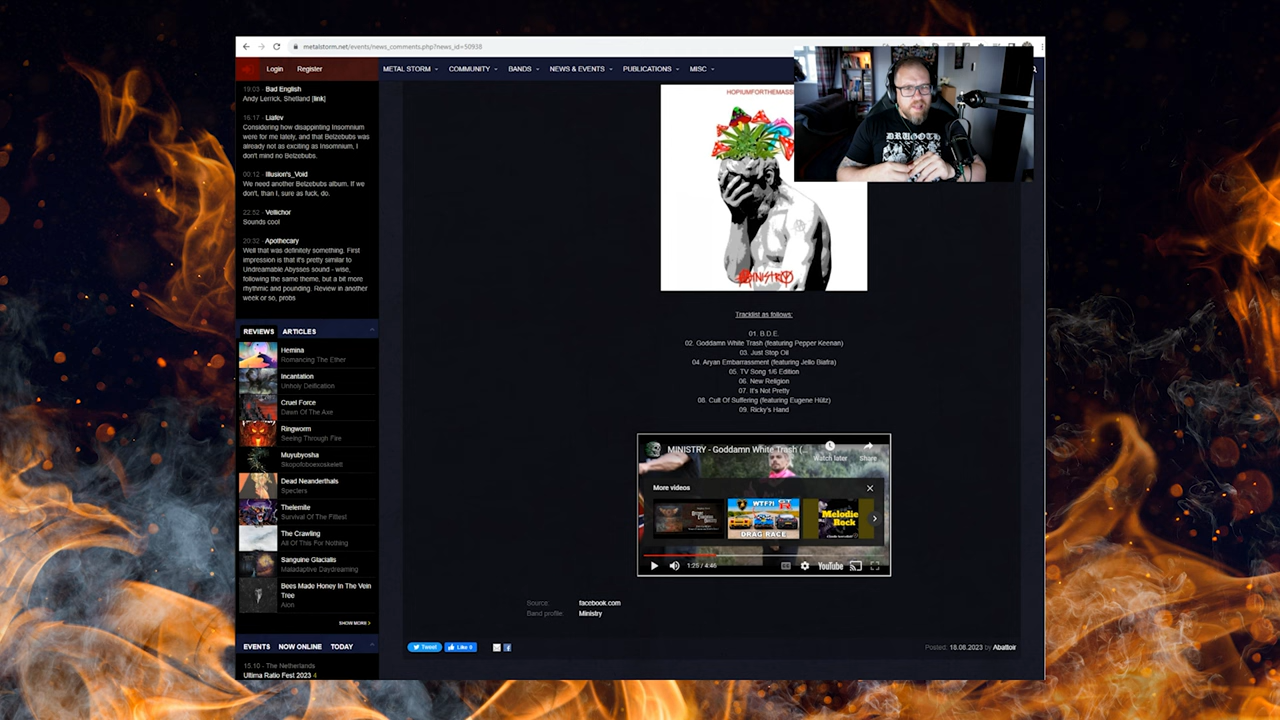 metalstorm.net/events/news_comments.php?news_id=50938
Login Register
METAL STORM COMMUNITY BANDS NEWS & EVENTS PUBLICATIONS MISC
19:03 - Bad English
Andy Lerrick, Shetland [link]
16:17 - Liafev
Considering how disappinting Insomnium
were for me lately, and that Belzebubs was
already not as exciting as Insomnium, I
don't mind no Belzebubs.
00:12 - Illusion's_Void
We need another Belzebubs album. If we
don't, than I, sure as fuck, do.
22:52 - Vellichor
Sounds cool
20:32 - Apothecary
Well that was definitely something. First
impression is that it's pretty similar to
Undreamable Abysses sound - wise,
following the same theme, but a bit more
rhythmic and pounding. Review in another
week or so, probs
REVIEWS ARTICLES
Hemina
Romancing The Ether
Incantation
Unholy Deification
Cruel Force
Dawn Of The Axe
Ringworm
Seeing Through Fire
Muyubyosha
Skopofoboexoskelett
Dead Neanderthals
Specters
Thelemite
Survival Of The Fittest
The Crawling
All Of This For Nothing
Sanguine Glacialis
Maladaptive Daydreaming
Bees Made Honey In The Vein
Tree
Aion
SHOW MORE
EVENTS NOW ONLINE TODAY
15.10 - The Netherlands
Ultima Ratio Fest 2023 4
HOPIUMFORTHEMASS
MINISTRY
DRUGOTH
Tracklist as follows:
01. B.D.E.
02. Goddamn White Trash (featuring Pepper Keenan)
03. Just Stop Oil
04. Aryan Embarrassment (featuring Jello Biafra)
05. TV Song 1/6 Edition
06. New Religion
07. It's Not Pretty
08. Cult Of Suffering (featuring Eugene Hütz)
09. Ricky's Hand
MINISTRY - Goddamn White Trash (...
Watch later Share
More videos
WTF?!
DRAG RACE
Melodie
Rock
1:25 / 4:46
YouTube
Source: facebook.com
Band profile: Ministry
Tweet Like 0
Posted: 18.08.2023 by Abattoir